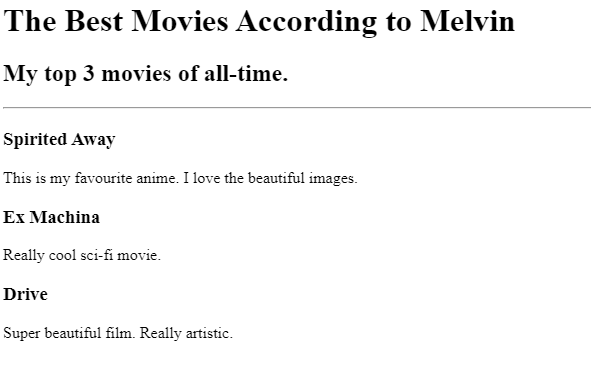 The Best Movies According to Melvin
My top 3 movies of all-time.
Spirited Away
This is my favourite anime. I love the beautiful images.
Ex Machina
Really cool sci-fi movie.
Drive
Super beautiful film. Really artistic.